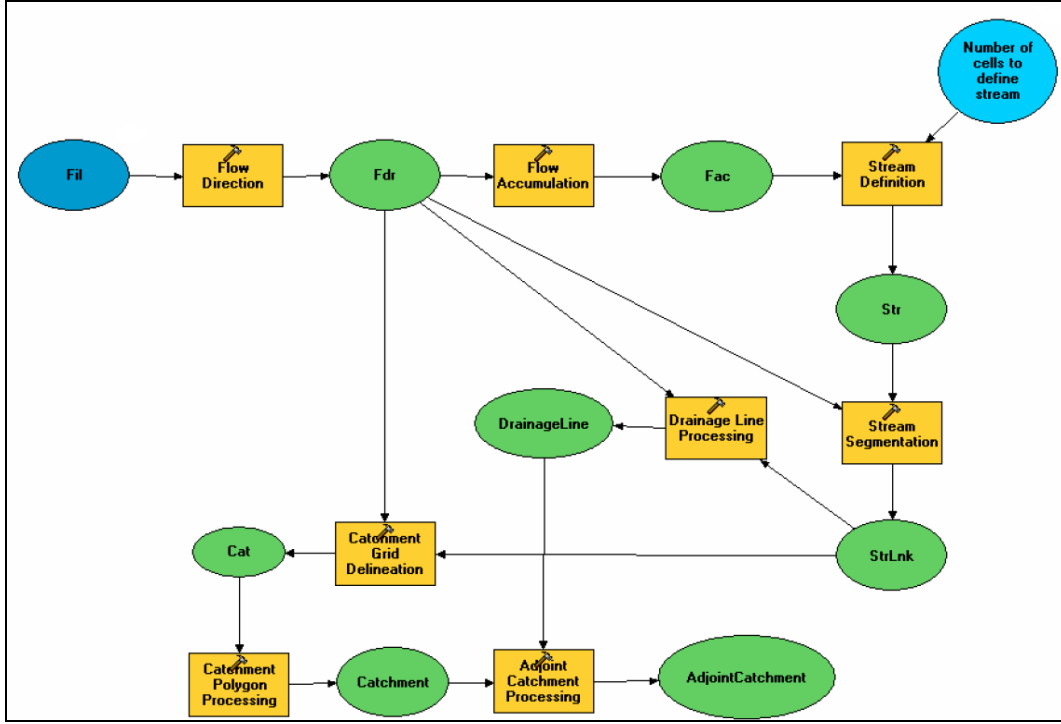 Number of
cells to
define
stream
Fil
Flow
Direction
Fdr
Flow
Accumulation
Fac
Stream
Definition
Str
DrainageLine
Drainage Line
Processing
Stream
Segmentation
Cat
Catchment
Grid
Delineation
StrLnk
Catchment
Polygon
Processing
Catchment
Adjoint
Catchment
Processing
AdjointCatchment